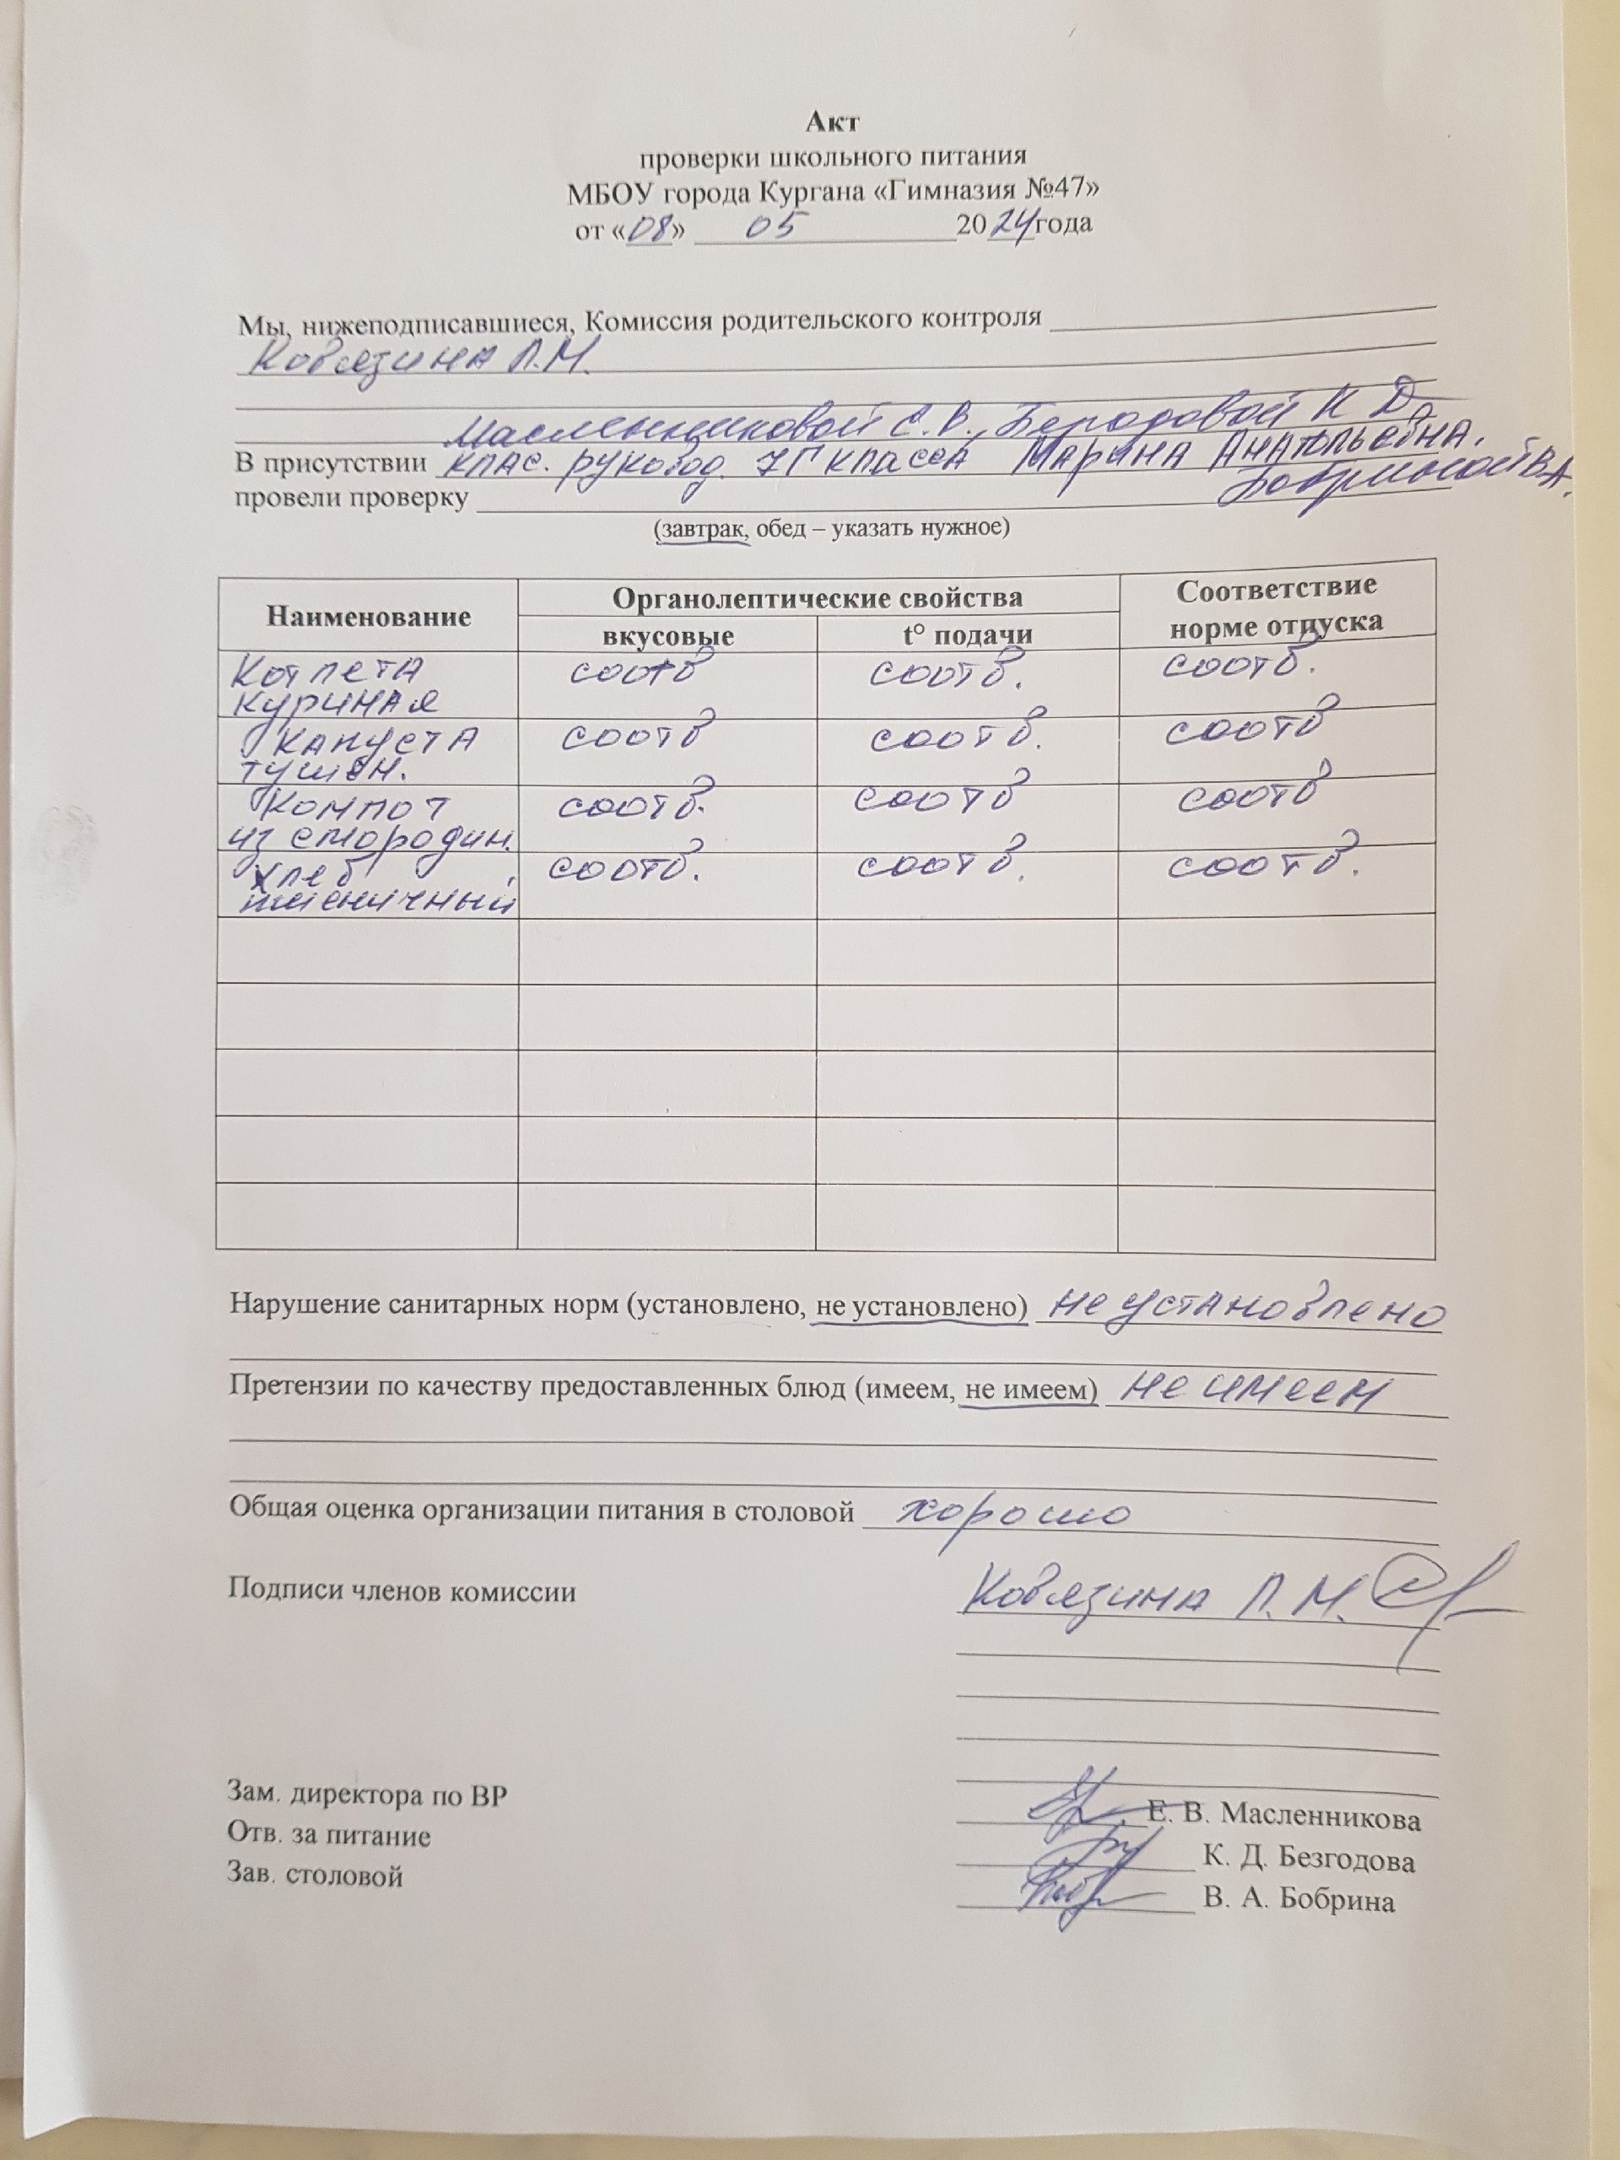 Акт
проверки школьного питания
МБОУ города Кургана «Гимназия №47»
от «08» 05 2024 года
Мы, нижеподписавшиеся, Комиссия родительского контроля
Ковязина Л.М.
Масленниковой Е.В., К Д,
В присутствии клас. руковод. 7Г класса Марина Анатольевна.
провели проверку Бобриной В.А.
(завтрак, обед – указать нужное)
Наименование Органолептические свойства Соответствие норме отпуска
вкусовые t° подачи
Котлета соотв соотв. соотв.
куриная
капуста соотв соотв. соотв
тушен.
Компот соотв. соотв соотв
из смородин.
хлеб соотв. соотв. соотв.
пшеничный
Нарушение санитарных норм (установлено, не установлено) не установлено
Претензии по качеству предоставленных блюд (имеем, не имеем) не имеем
Общая оценка организации питания в столовой хорошо
Подписи членов комиссии Ковязина Л.М.
Зам. директора по ВР Е. В. Масленникова
Отв. за питание К. Д. Безгодова
Зав. столовой В. А. Бобрина